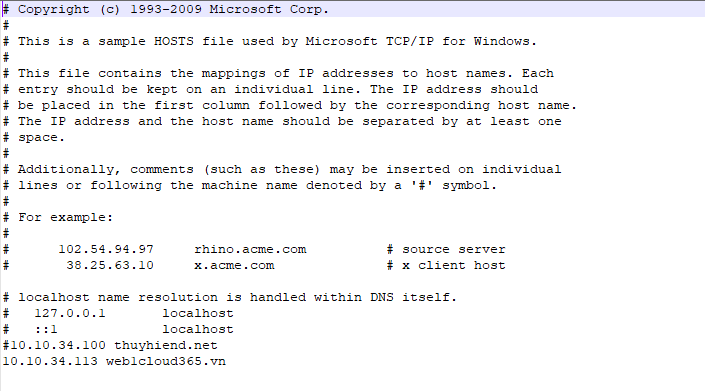 # Copyright (c) 1993-2009 Microsoft Corp.
#
# This is a sample HOSTS file used by Microsoft TCP/IP for Windows.
#
# This file contains the mappings of IP addresses to host names. Each
# entry should be kept on an individual line. The IP address should
# be placed in the first column followed by the corresponding host name.
# The IP address and the host name should be separated by at least one
# space.
#
# Additionally, comments (such as these) may be inserted on individual
# lines or following the machine name denoted by a '#' symbol.
#
# For example:
#
#      102.54.94.97     rhino.acme.com          # source server
#       38.25.63.10     x.acme.com              # x client host

# localhost name resolution is handled within DNS itself.
#   127.0.0.1       localhost
#   ::1             localhost
#10.10.34.100 thuyhiend.net
10.10.34.113 web1cloud365.vn